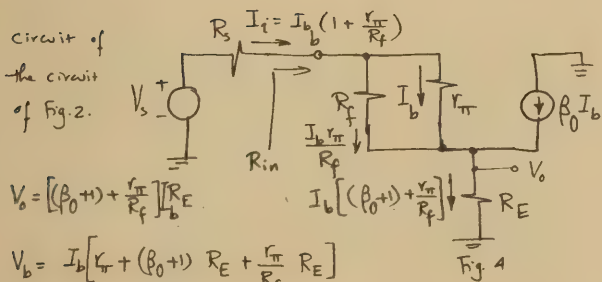 circuit of
the circuit
of Fig. 2.
R_s
I_i = I_b (1 + r_π/R_f)
b
V_s
+
-
R_in
R_f
I_b
r_π
β_0 I_b
I_b r_π/R_f
V_o
V_o = [(β_0+1) + r_π/R_f] I_b R_E
I_b [(β_0+1) + r_π/R_f]
R_E
V_b = I_b [r_π + (β_0+1) R_E + r_π/R_f R_E]
Fig. 4